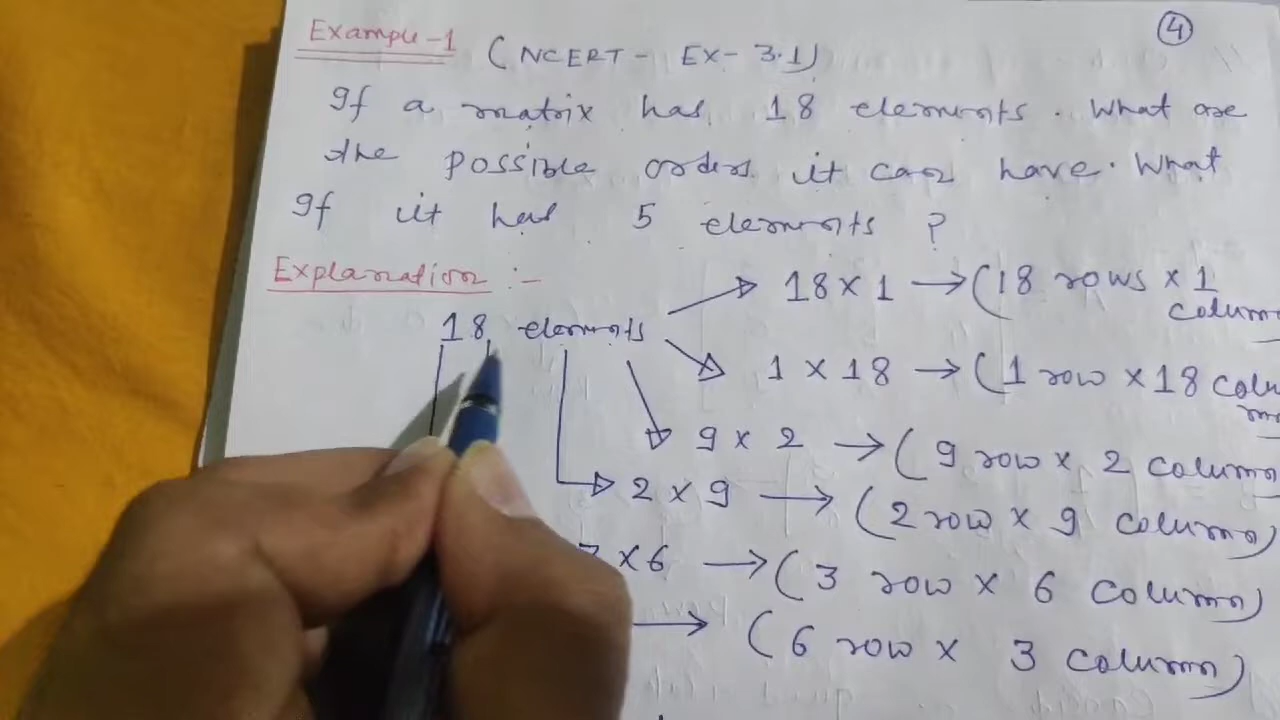 4
Example-1 (NCERT - EX- 3.1)
If a matrix has 18 elements. What are
the possible orders it can have. What
If it has 5 elements ?
Explanation :-
18 elements
18 × 1 → (18 rows × 1
column
1 × 18 → (1 row × 18 colu
mn
9 × 2 → (9 row × 2 column
2 × 9 → (2 row × 9 column)
× 6 → (3 row × 6 column)
→ (6 row × 3 column)